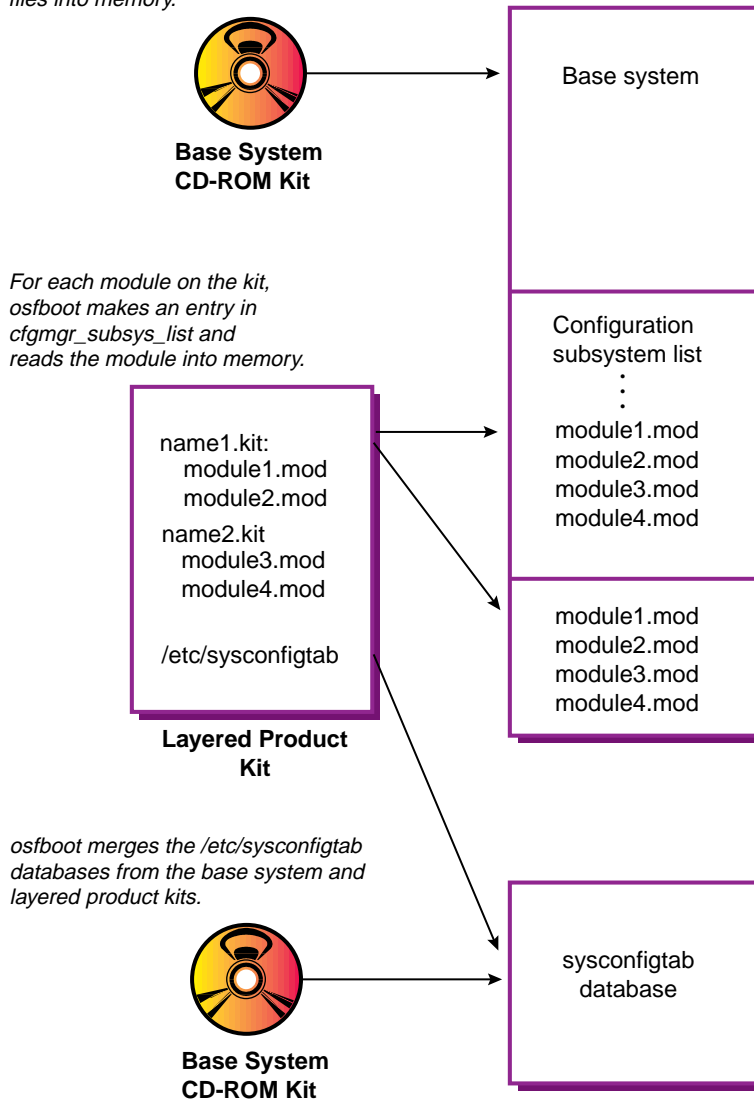 files into memory.
Base System
CD-ROM Kit
Base system
For each module on the kit,
osfboot makes an entry in
cfgmgr_subsys_list and
reads the module into memory.
Configuration
subsystem list
module1.mod
module2.mod
module3.mod
module4.mod
name1.kit:
module1.mod
module2.mod
name2.kit
module3.mod
module4.mod
/etc/sysconfigtab
Layered Product
Kit
module1.mod
module2.mod
module3.mod
module4.mod
osfboot merges the /etc/sysconfigtab
databases from the base system and
layered product kits.
Base System
CD-ROM Kit
sysconfigtab
database